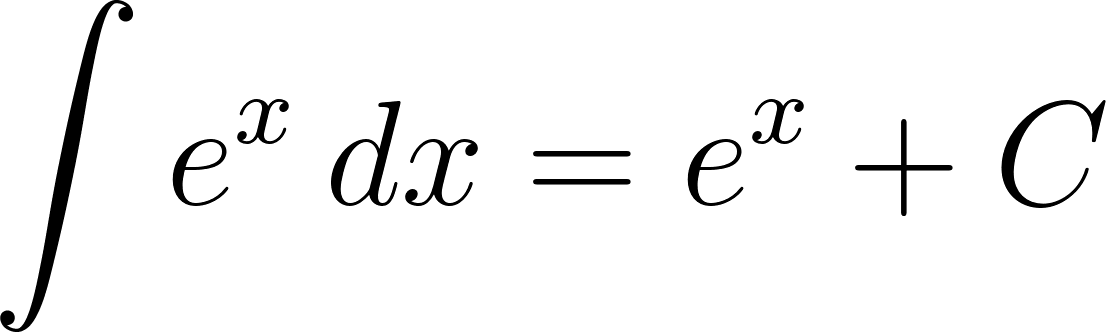 ∫ eˣ dx = eˣ + C